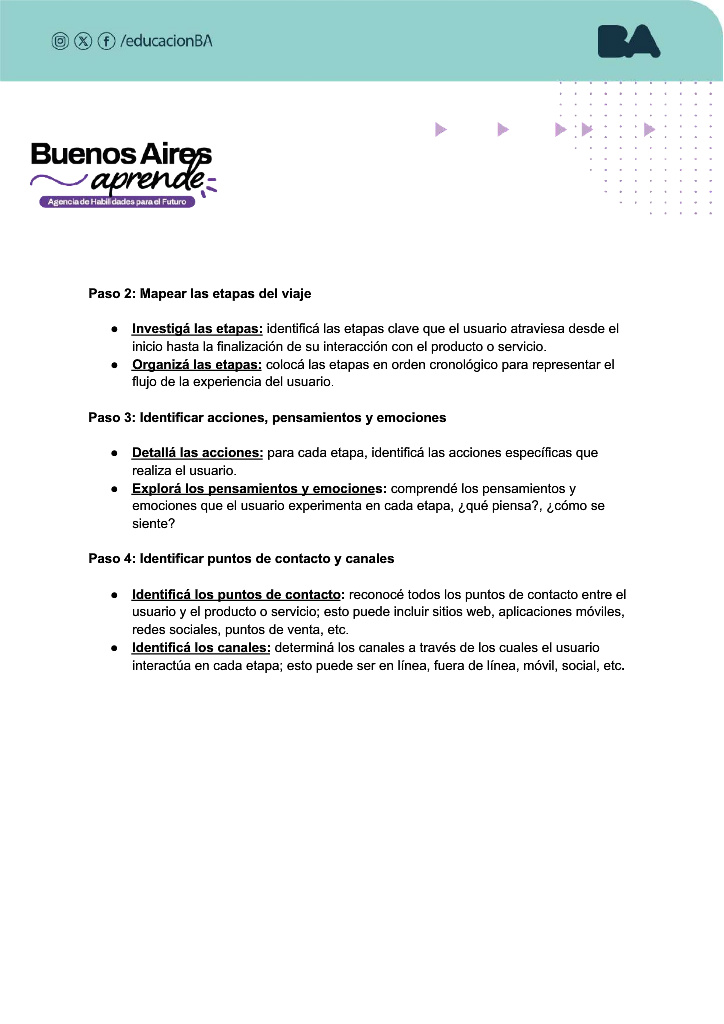 /educacionBA
BA
Buenos Aires
aprende
Agencia de Habilidades para el Futuro
Paso 2: Mapear las etapas del viaje
● Investigá las etapas: identificá las etapas clave que el usuario atraviesa desde el
inicio hasta la finalización de su interacción con el producto o servicio.
● Organizá las etapas: colocá las etapas en orden cronológico para representar el
flujo de la experiencia del usuario.
Paso 3: Identificar acciones, pensamientos y emociones
● Detallá las acciones: para cada etapa, identificá las acciones específicas que
realiza el usuario.
● Explorá los pensamientos y emociones: comprendé los pensamientos y
emociones que el usuario experimenta en cada etapa, ¿qué piensa?, ¿cómo se
siente?
Paso 4: Identificar puntos de contacto y canales
● Identificá los puntos de contacto: reconocé todos los puntos de contacto entre el
usuario y el producto o servicio; esto puede incluir sitios web, aplicaciones móviles,
redes sociales, puntos de venta, etc.
● Identificá los canales: determiná los canales a través de los cuales el usuario
interactúa en cada etapa; esto puede ser en línea, fuera de línea, móvil, social, etc.